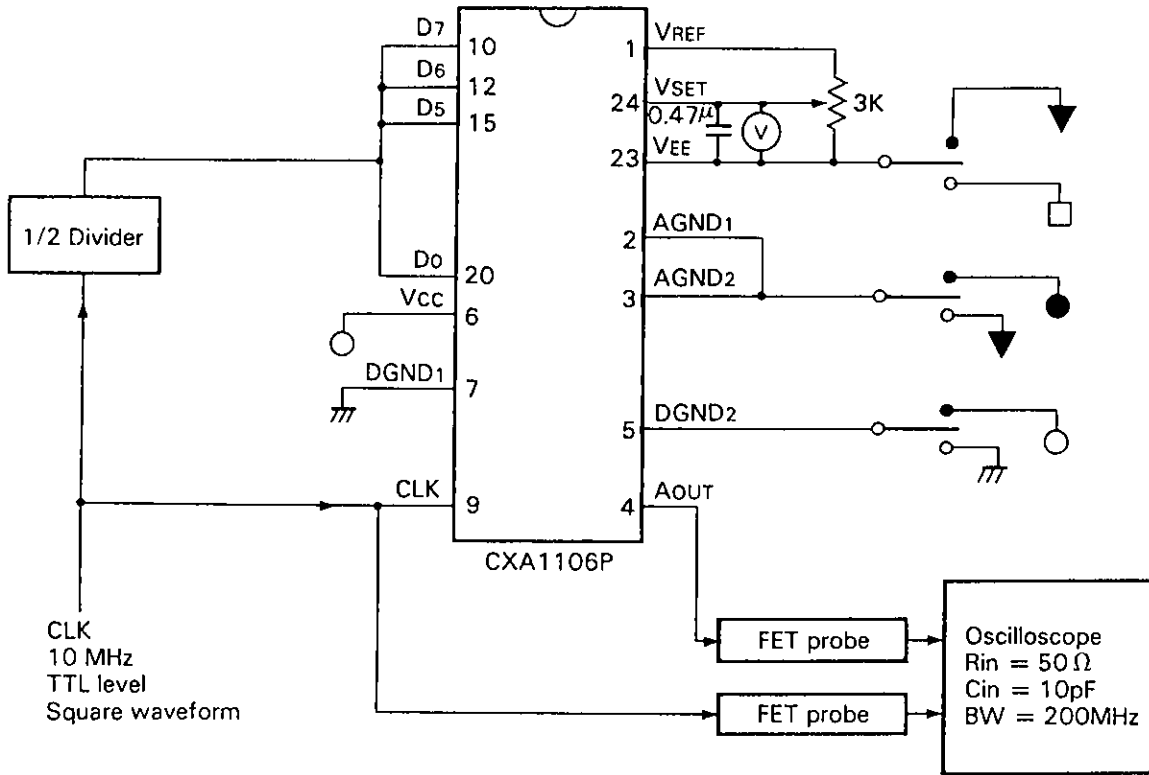 D7
10
D6
12
D5
15
1/2 Divider
D0
20
VCC
6
DGND1
7
CLK
9
1
VREF
24
VSET
3K
0.47μ
V
23
VEE
2
AGND1
3
AGND2
5
DGND2
4
AOUT
CXA1106P
CLK
10 MHz
TTL level
Square waveform
FET probe
FET probe
Oscilloscope
Rin = 50Ω
Cin = 10pF
BW = 200MHz